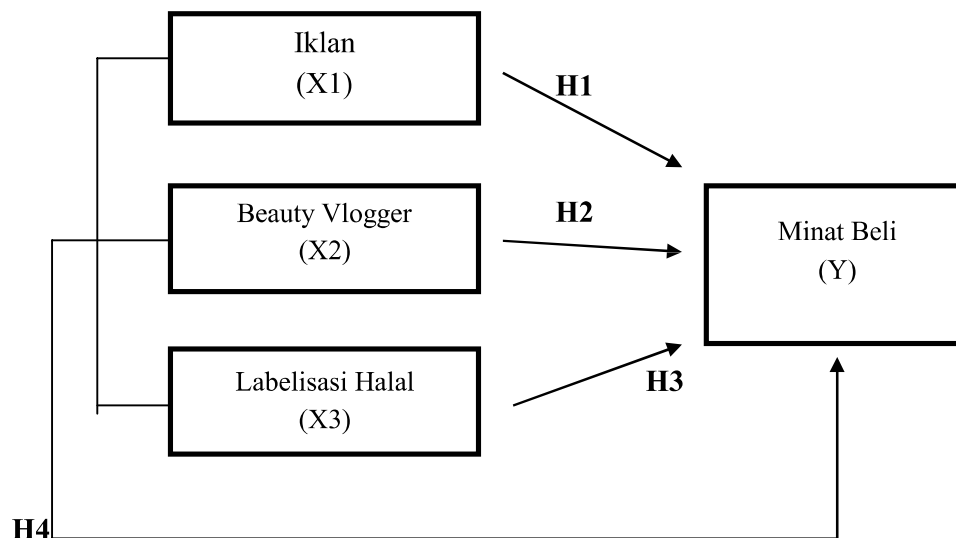 Iklan
(X1)
H1
Beauty Vlogger
(X2)
H2
Minat Beli
(Y)
Labelisasi Halal
(X3)
H3
H4